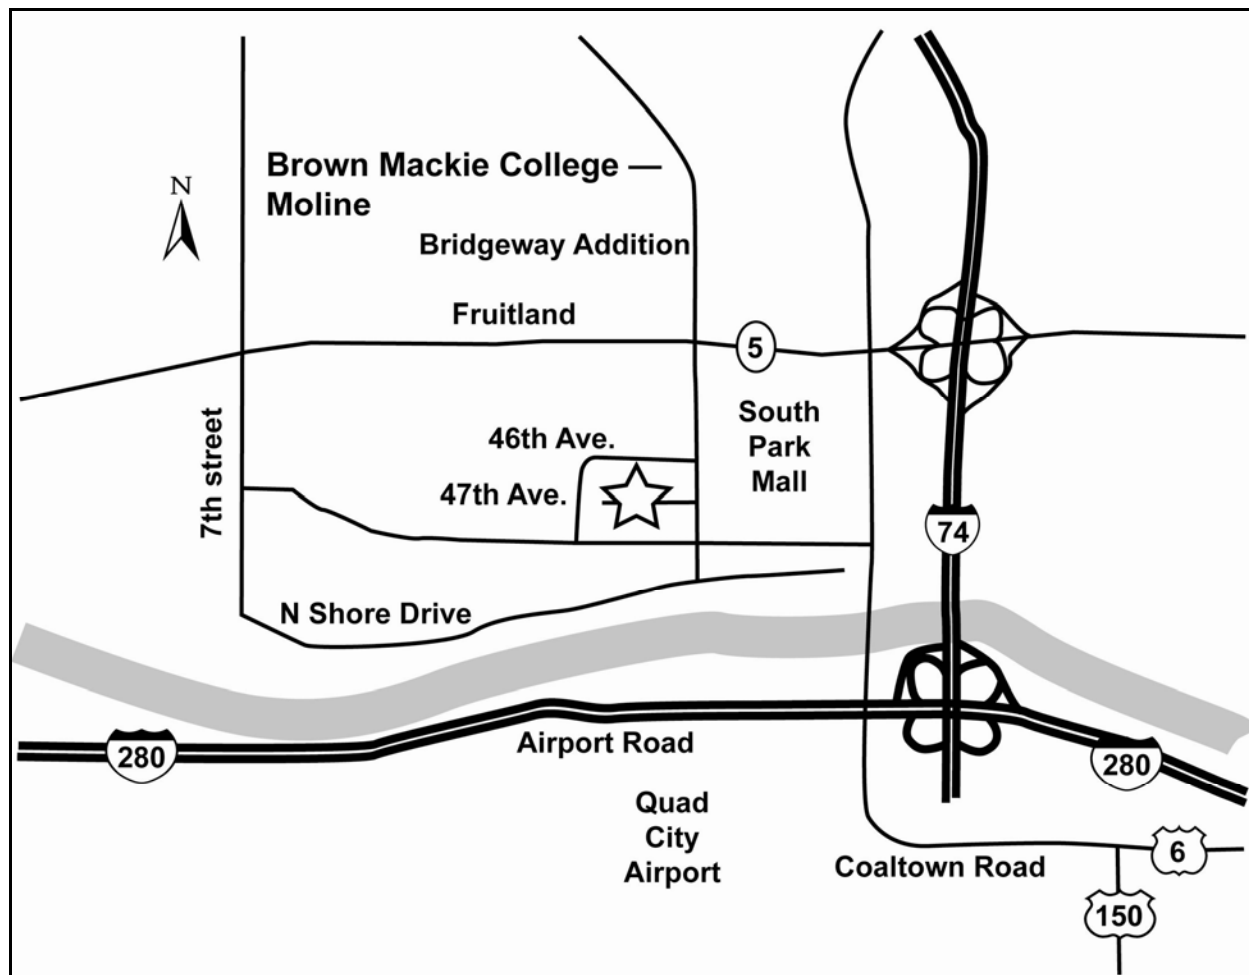 Brown Mackie College —
Moline
N
Bridgeway Addition
Fruitland
5
South
Park
Mall
46th Ave.
47th Ave.
7th street
74
N Shore Drive
280
Airport Road
280
Quad
City
Airport
Coaltown Road
6
150